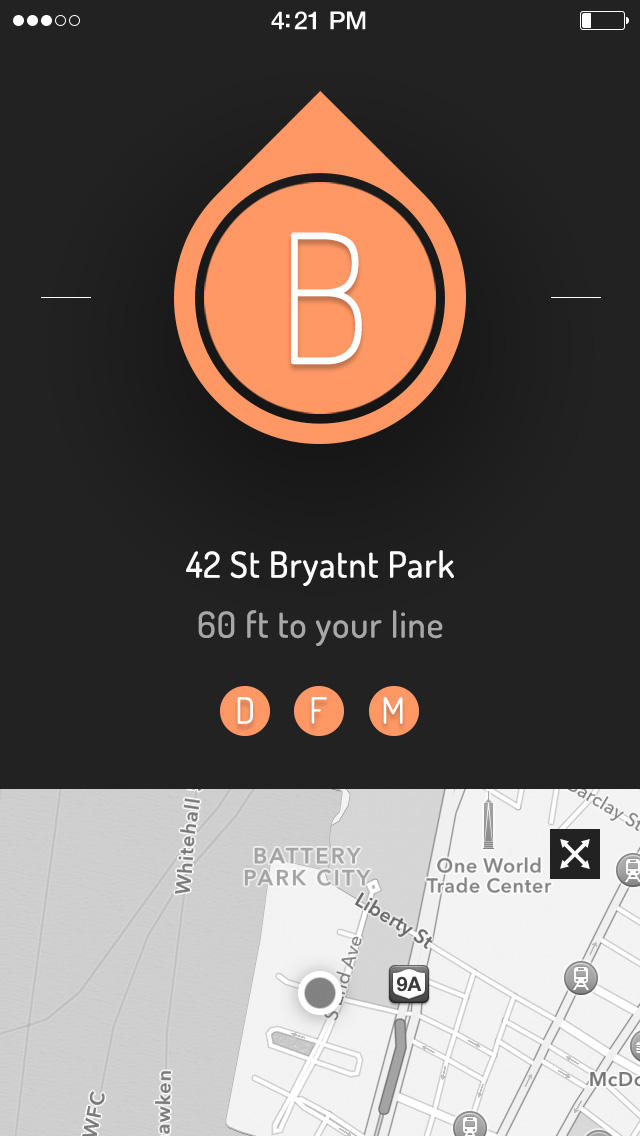 4:21 PM
B
42 St Bryatnt Park
60 ft to your line
D F M
Whitehall
Barclay St
BATTERY
PARK CITY
One World
Trade Center
Liberty St
S End Ave
9A
McDo
WFC
awken